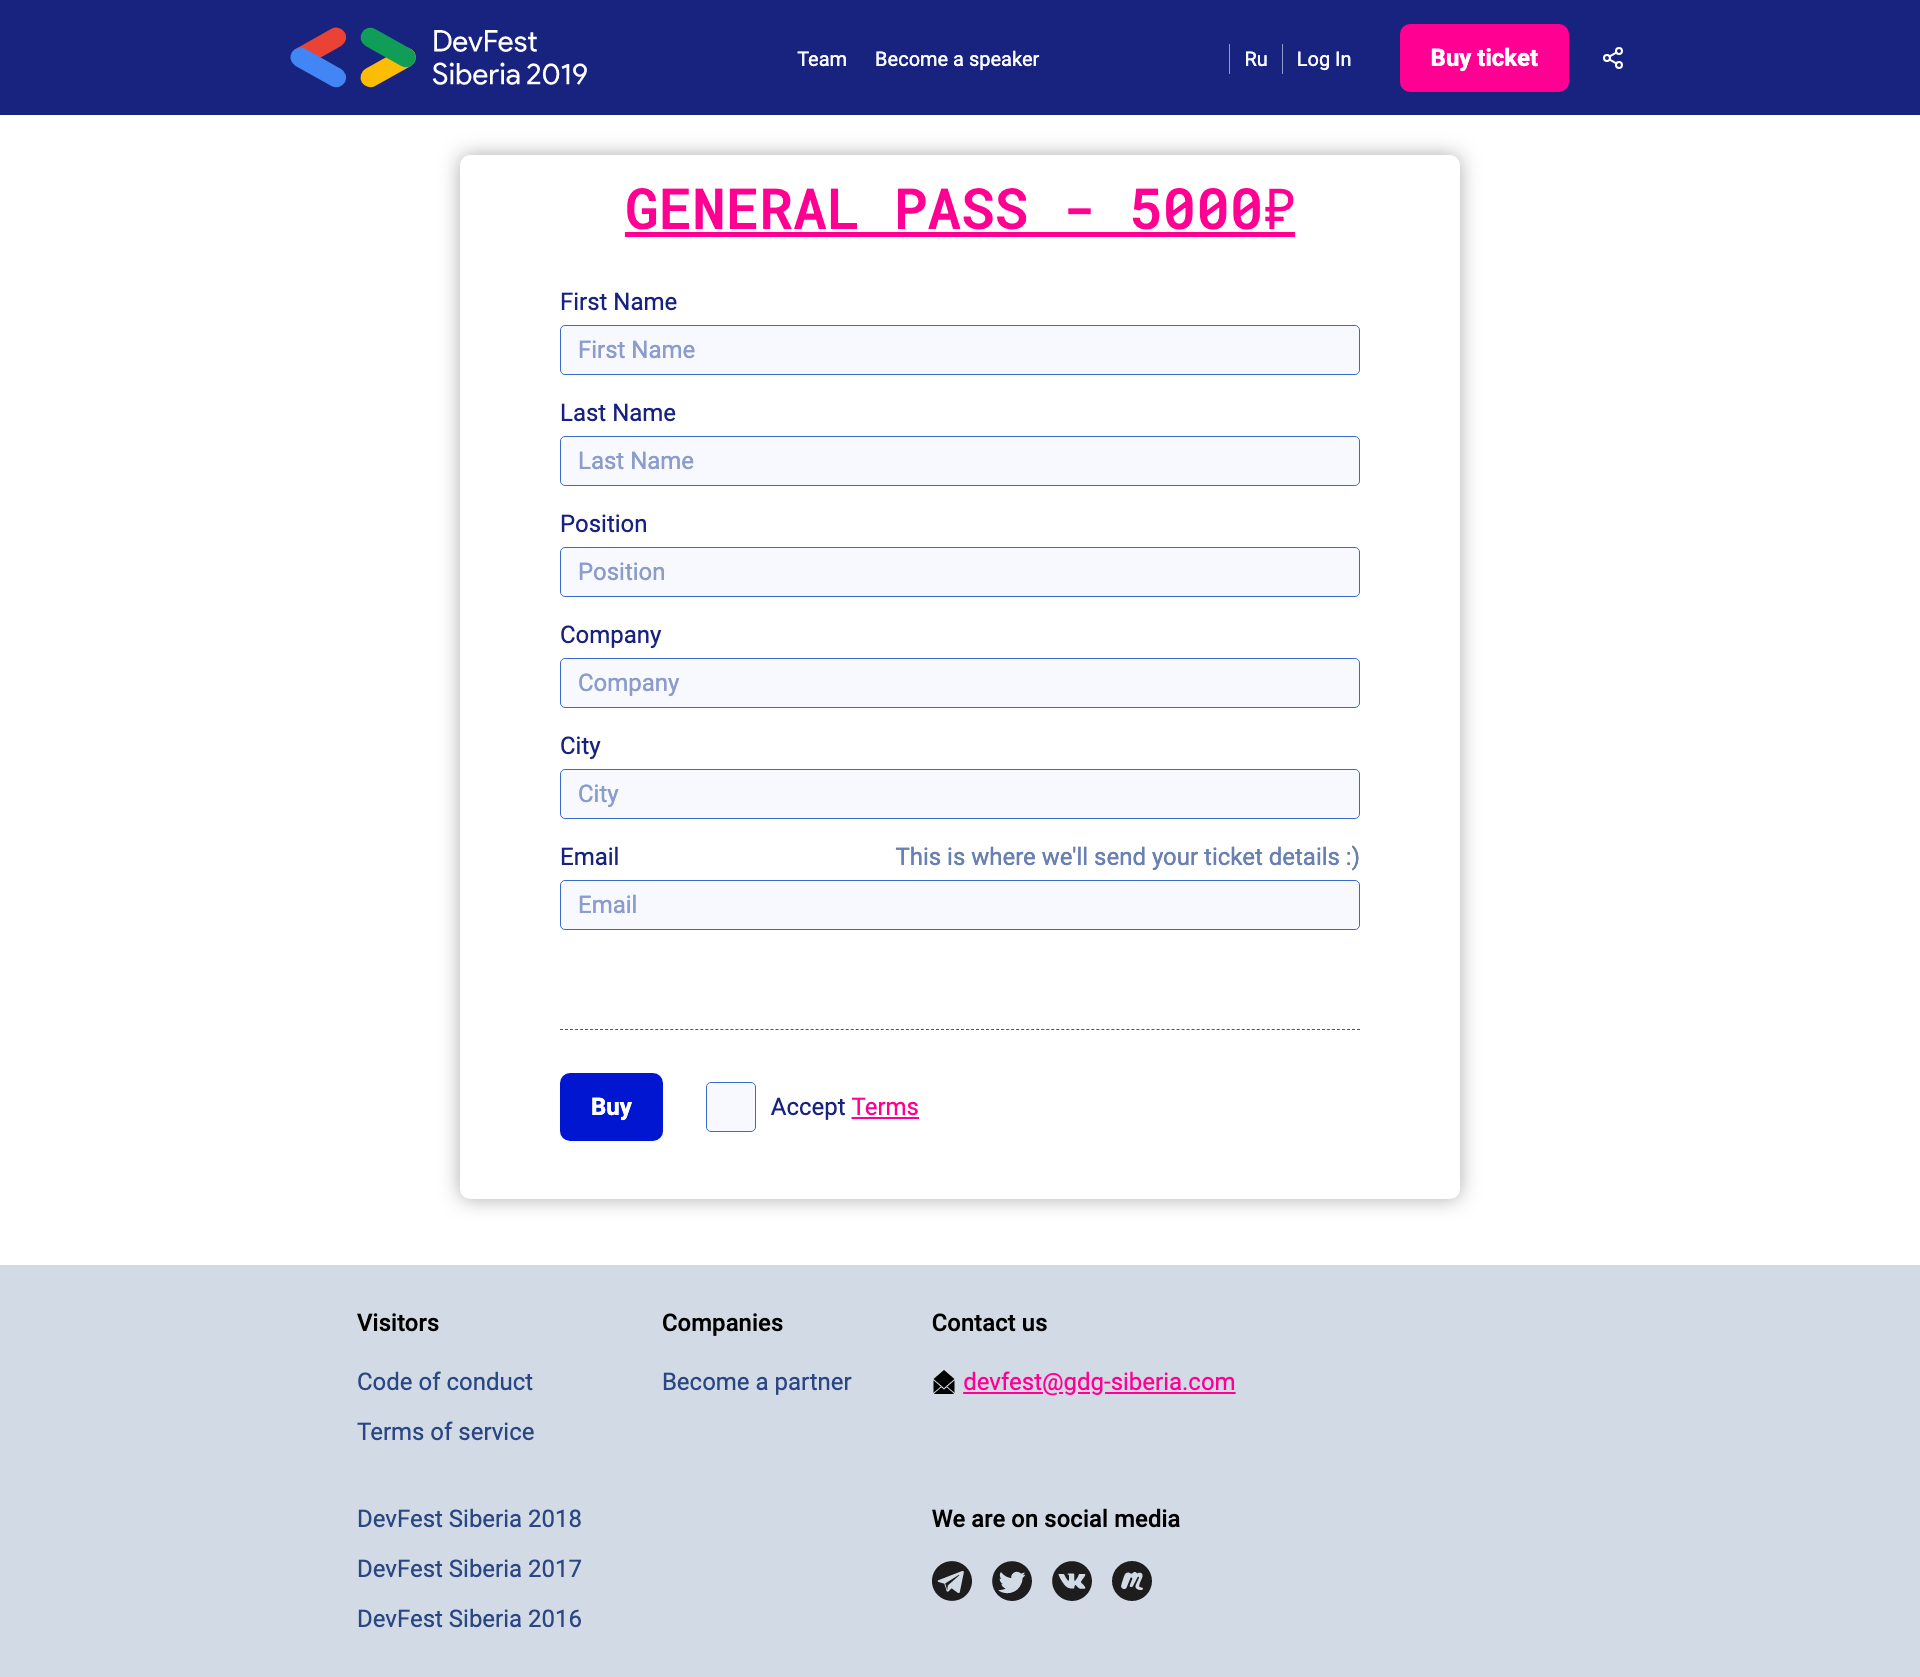 DevFest
Siberia 2019
Team
Become a speaker
Ru
Log In
Buy ticket
GENERAL PASS - 5000₽
First Name
First Name
Last Name
Last Name
Position
Position
Company
Company
City
City
Email
This is where we'll send your ticket details :)
Email
Buy
Accept Terms
Visitors
Code of conduct
Terms of service
Companies
Become a partner
Contact us
devfest@gdg-siberia.com
DevFest Siberia 2018
DevFest Siberia 2017
DevFest Siberia 2016
We are on social media